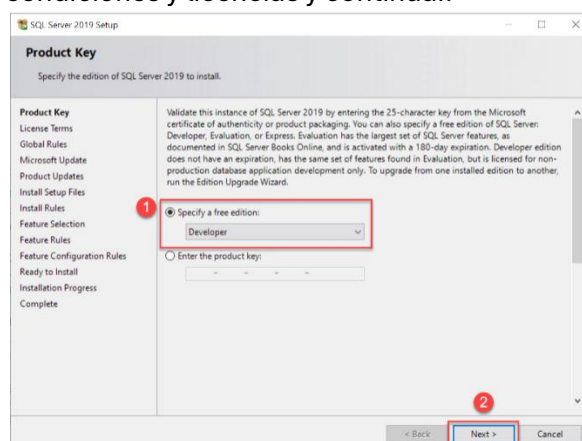 condiciones y licencias y continuar.
SQL Server 2019 Setup
Product Key
Specify the edition of SQL Server 2019 to install.
Product Key
License Terms
Global Rules
Microsoft Update
Product Updates
Install Setup Files
Install Rules
Feature Selection
Feature Rules
Feature Configuration Rules
Ready to Install
Installation Progress
Complete
Validate this instance of SQL Server 2019 by entering the 25-character key from the Microsoft
certificate of authenticity or product packaging. You can also specify a free edition of SQL Server:
Developer, Evaluation, or Express. Evaluation has the largest set of SQL Server features, as
documented in SQL Server Books Online, and is activated with a 180-day expiration. Developer edition
does not have an expiration, has the same set of features found in Evaluation, but is licensed for non-
production database application development only. To upgrade from one installed edition to another,
run the Edition Upgrade Wizard.
1
Specify a free edition:
Developer
Enter the product key:
- - - -
2
< Back
Next >
Cancel